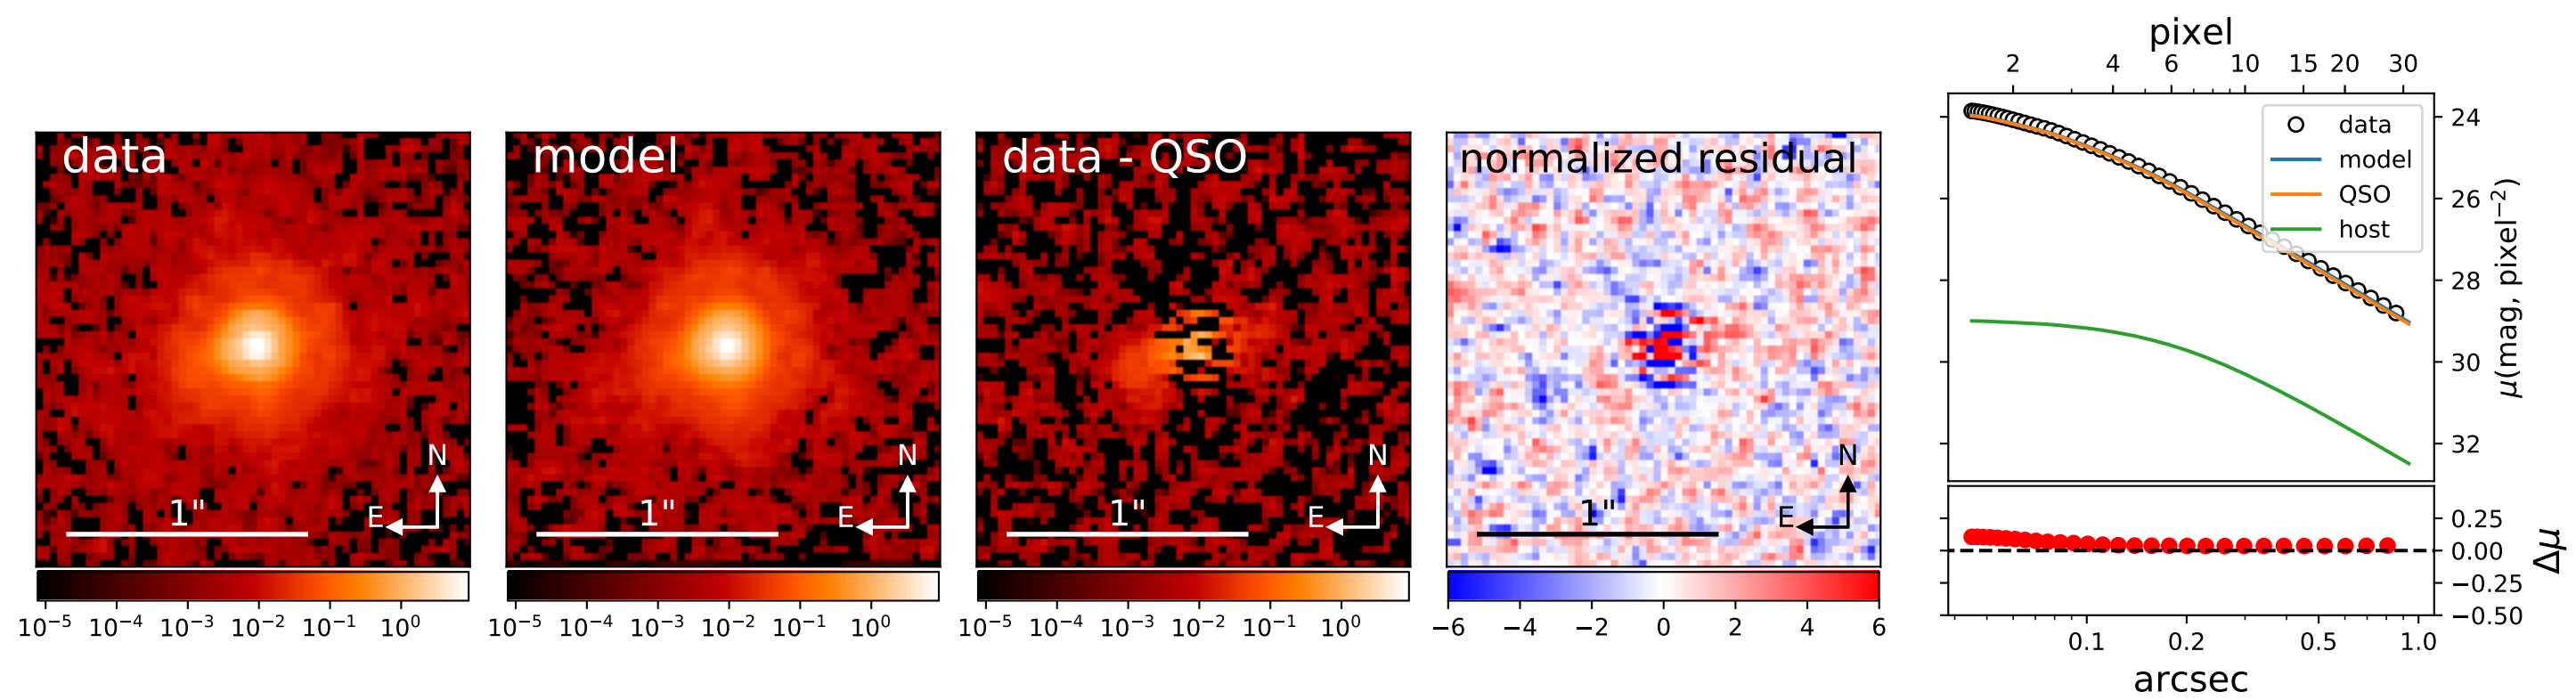 data
N
E
1"
10⁻⁵ 10⁻⁴ 10⁻³ 10⁻² 10⁻¹ 10⁰
model
N
E
1"
10⁻⁵ 10⁻⁴ 10⁻³ 10⁻² 10⁻¹ 10⁰
data - QSO
N
E
1"
10⁻⁵ 10⁻⁴ 10⁻³ 10⁻² 10⁻¹ 10⁰
normalized residual
N
E
1"
−6 −4 −2 0 2 4 6
pixel
2 4 6 10 15 20 30
data
model
QSO
host
24
26
28
30
32
μ(mag, pixel⁻²)
0.25
0.00
−0.25
−0.50
Δμ
0.1 0.2 0.5 1.0
arcsec